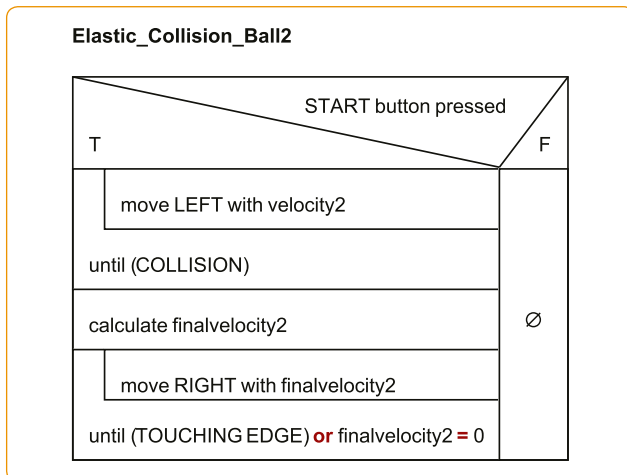 Elastic_Collision_Ball2
START button pressed
T
F
move LEFT with velocity2
until (COLLISION)
calculate finalvelocity2
∅
move RIGHT with finalvelocity2
until (TOUCHING EDGE) or finalvelocity2 = 0